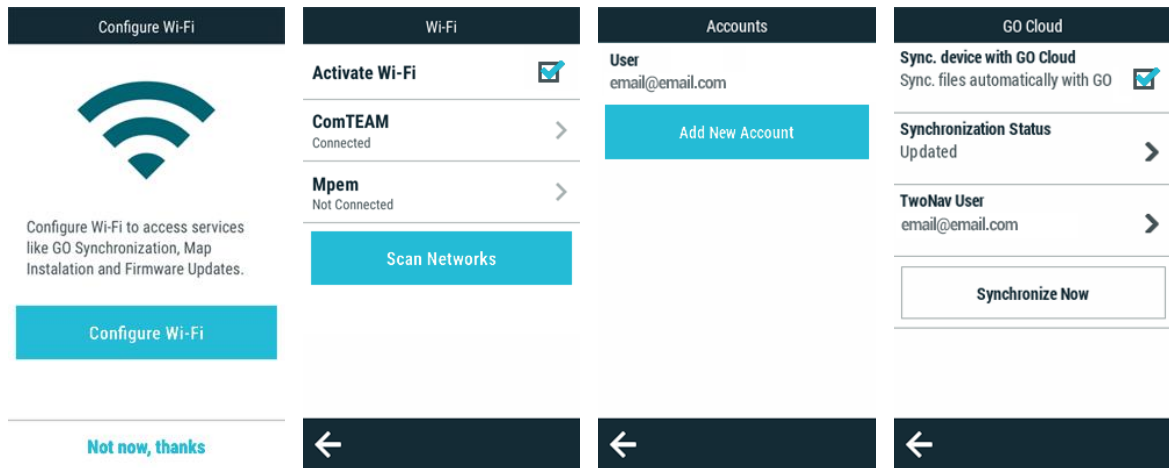 Configure Wi-Fi
Configure Wi-Fi to access services
like GO Synchronization, Map
Instalation and Firmware Updates.
Configure Wi-Fi
Not now, thanks
Wi-Fi
Activate Wi-Fi
ComTEAM
Connected
Mpem
Not Connected
Scan Networks
Accounts
User
email@email.com
Add New Account
GO Cloud
Sync. device with GO Cloud
Sync. files automatically with GO
Synchronization Status
Updated
TwoNav User
email@email.com
Synchronize Now